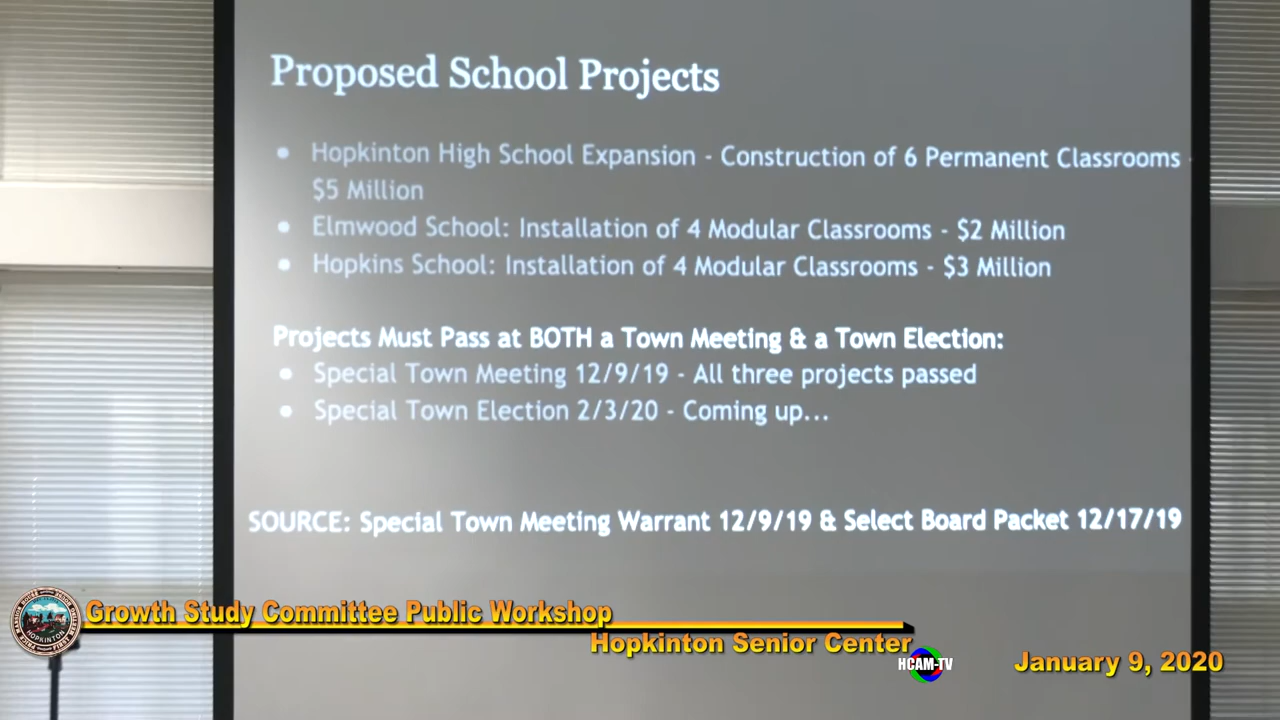 Proposed School Projects
● Hopkinton High School Expansion - Construction of 6 Permanent Classrooms -
$5 Million
● Elmwood School: Installation of 4 Modular Classrooms - $2 Million
● Hopkins School: Installation of 4 Modular Classrooms - $3 Million
Projects Must Pass at BOTH a Town Meeting & a Town Election:
● Special Town Meeting 12/9/19 - All three projects passed
● Special Town Election 2/3/20 - Coming up...
SOURCE: Special Town Meeting Warrant 12/9/19 & Select Board Packet 12/17/19
Growth Study Committee Public Workshop
Hopkinton Senior Center
HCAM-TV
January 9, 2020
HOPKINTON